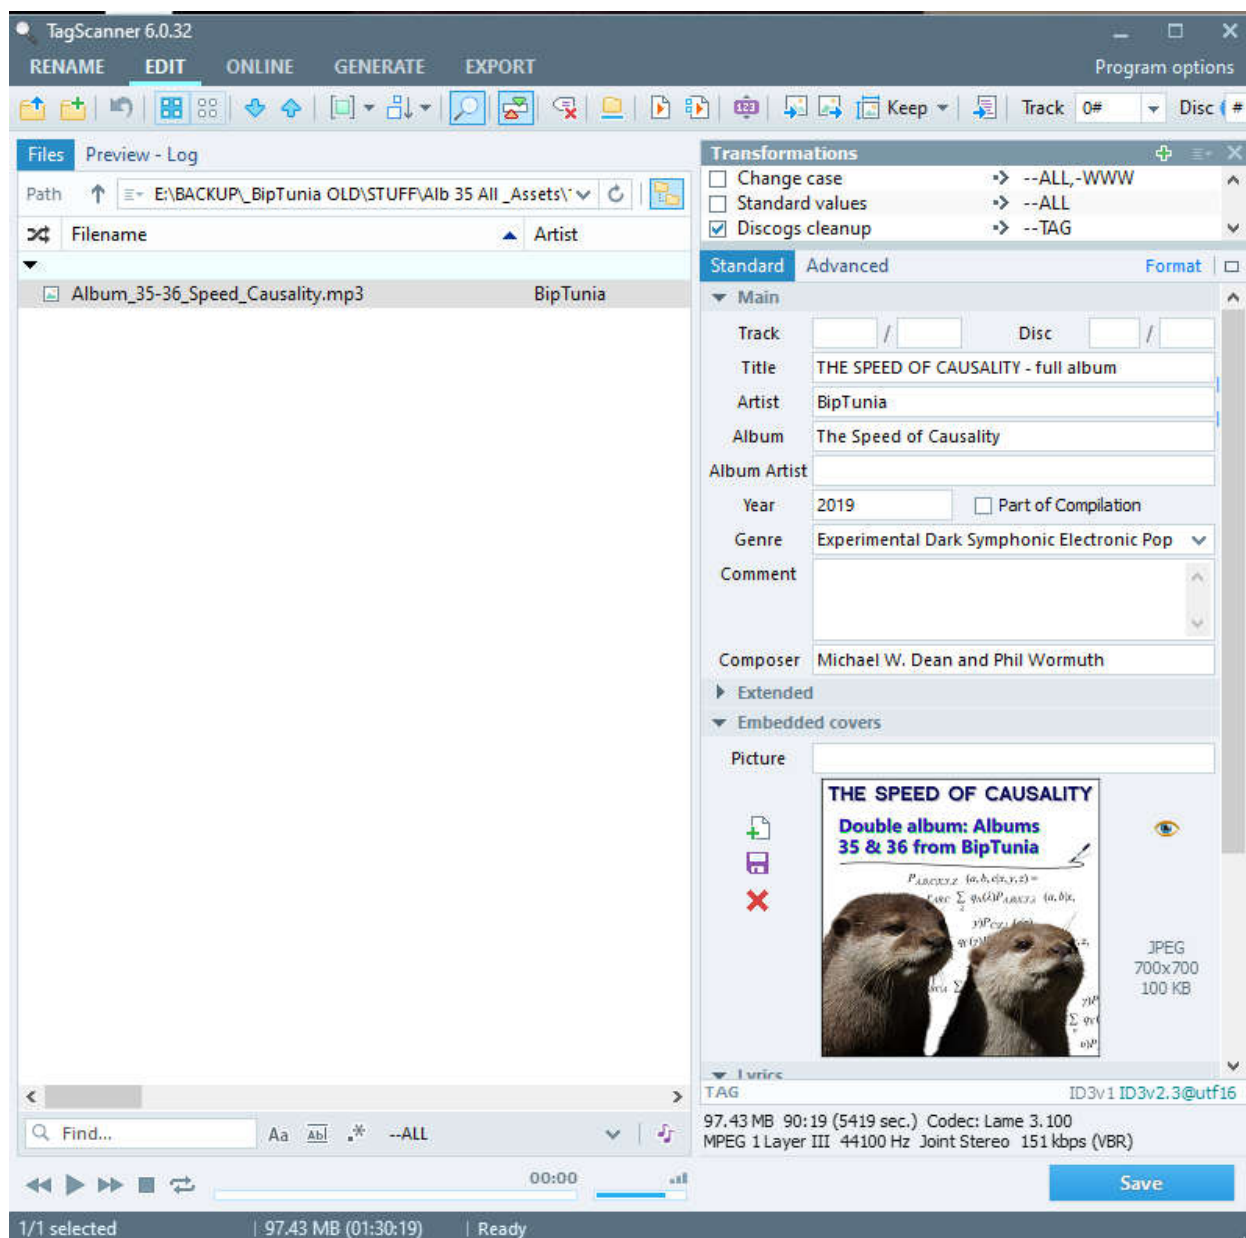 TagScanner 6.0.32
RENAME EDIT ONLINE GENERATE EXPORT Program options
123 Keep Track 0# Disc #
Files Preview - Log
Path E:\BACKUP\_BipTunia OLD\STUFF\Alb 35 All _Assets\
Filename Artist
Album_35-36_Speed_Causality.mp3 BipTunia
Transformations
Change case --ALL,-WWW
Standard values --ALL
Discogs cleanup --TAG
Standard Advanced Format
Main
Track / Disc /
Title THE SPEED OF CAUSALITY - full album
Artist BipTunia
Album The Speed of Causality
Album Artist
Year 2019 Part of Compilation
Genre Experimental Dark Symphonic Electronic Pop
Comment
Composer Michael W. Dean and Phil Wormuth
Extended
Embedded covers
Picture
THE SPEED OF CAUSALITY
Double album: Albums
35 & 36 from BipTunia
JPEG
700x700
100 KB
Lyrics
TAG ID3v1 ID3v2.3@utf16
97.43 MB 90:19 (5419 sec.) Codec: Lame 3.100
MPEG 1 Layer III 44100 Hz Joint Stereo 151 kbps (VBR)
Find... Aa Abl .* --ALL
00:00
Save
1/1 selected | 97.43 MB (01:30:19) | Ready